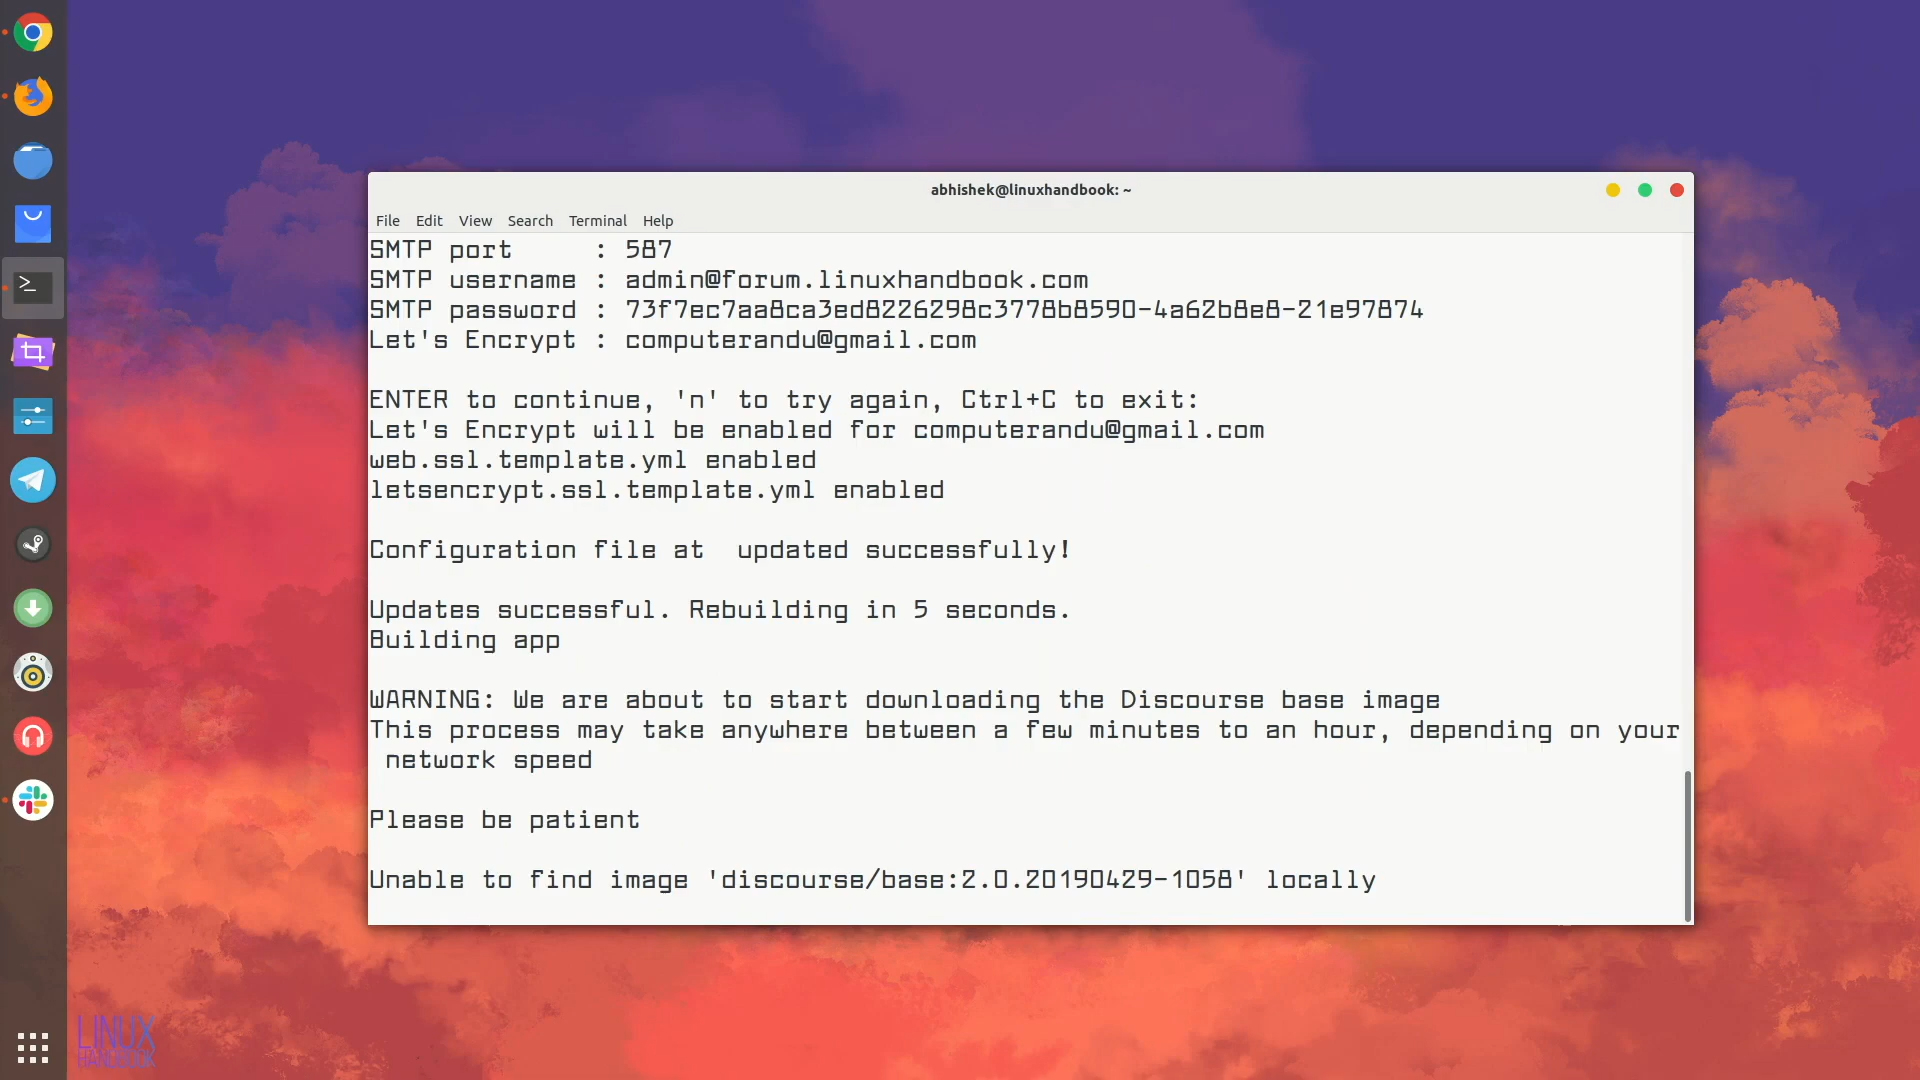 abhishek@linuxhandbook: ~
File Edit View Search Terminal Help
SMTP port     : 587
SMTP username : admin@forum.linuxhandbook.com
SMTP password : 73f7ec7aa8ca3ed8226298c3778b8590-4a62b8e8-21e97874
Let's Encrypt : computerandu@gmail.com
ENTER to continue, 'n' to try again, Ctrl+C to exit:
Let's Encrypt will be enabled for computerandu@gmail.com
web.ssl.template.yml enabled
letsencrypt.ssl.template.yml enabled
Configuration file at  updated successfully!
Updates successful. Rebuilding in 5 seconds.
Building app
WARNING: We are about to start downloading the Discourse base image
This process may take anywhere between a few minutes to an hour, depending on your
 network speed
Please be patient
Unable to find image 'discourse/base:2.0.20190429-1058' locally
LINUX
HANDBOOK